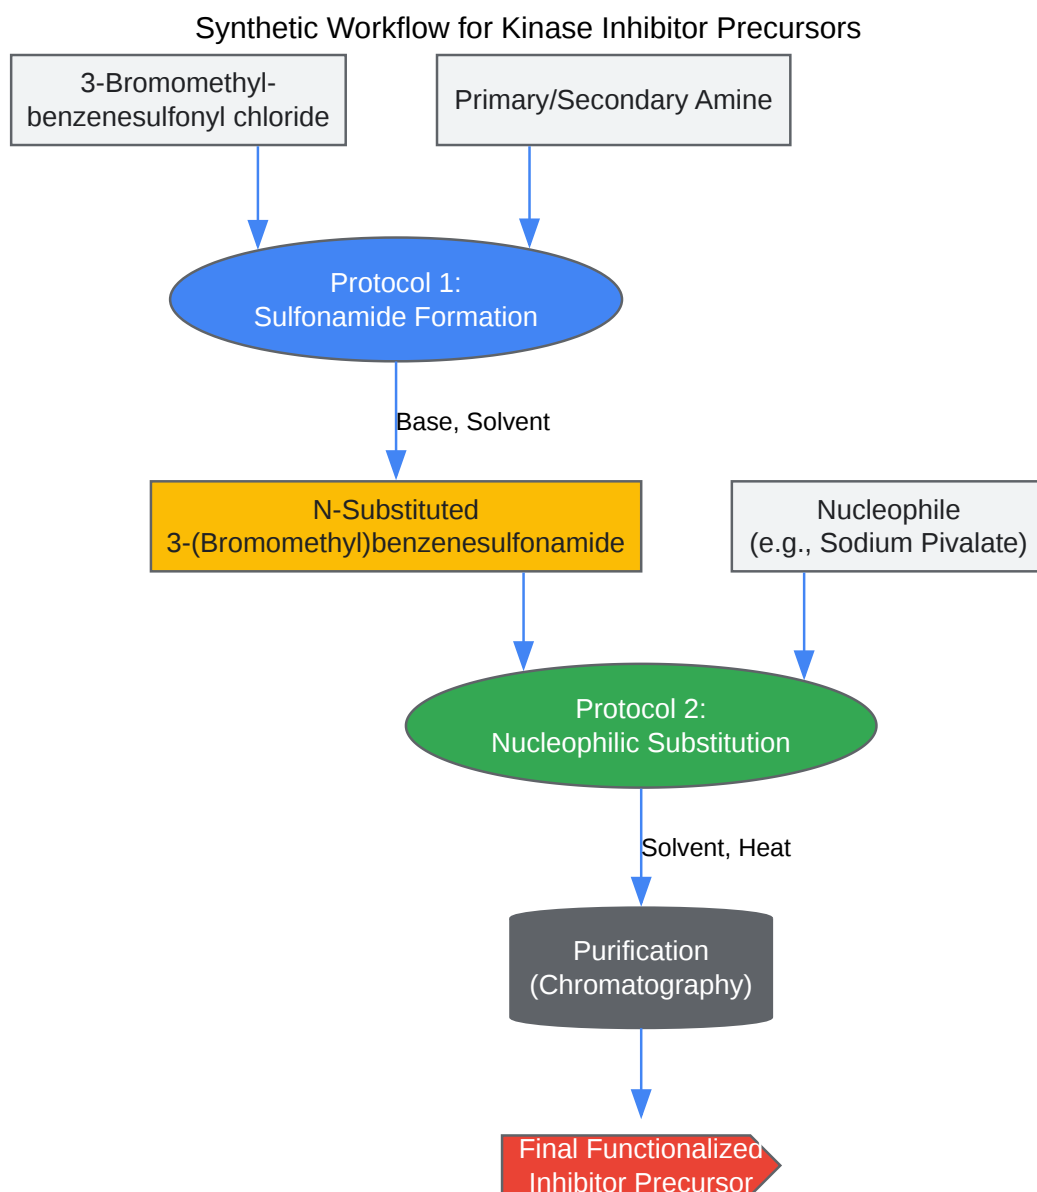 Synthetic Workflow for Kinase Inhibitor Precursors
3-Bromomethyl-
benzenesulfonyl chloride
Primary/Secondary Amine
Protocol 1:
Sulfonamide Formation
Base, Solvent
N-Substituted
3-(Bromomethyl)benzenesulfonamide
Nucleophile
(e.g., Sodium Pivalate)
Protocol 2:
Nucleophilic Substitution
Solvent, Heat
Purification
(Chromatography)
Final Functionalized
Inhibitor Precursor